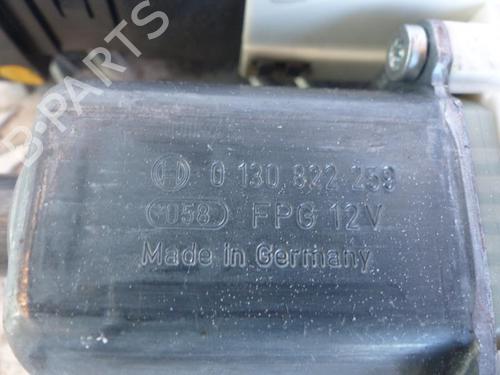 0 130 822 259
058 FPG 12V
Made in Germany
B-PARTS